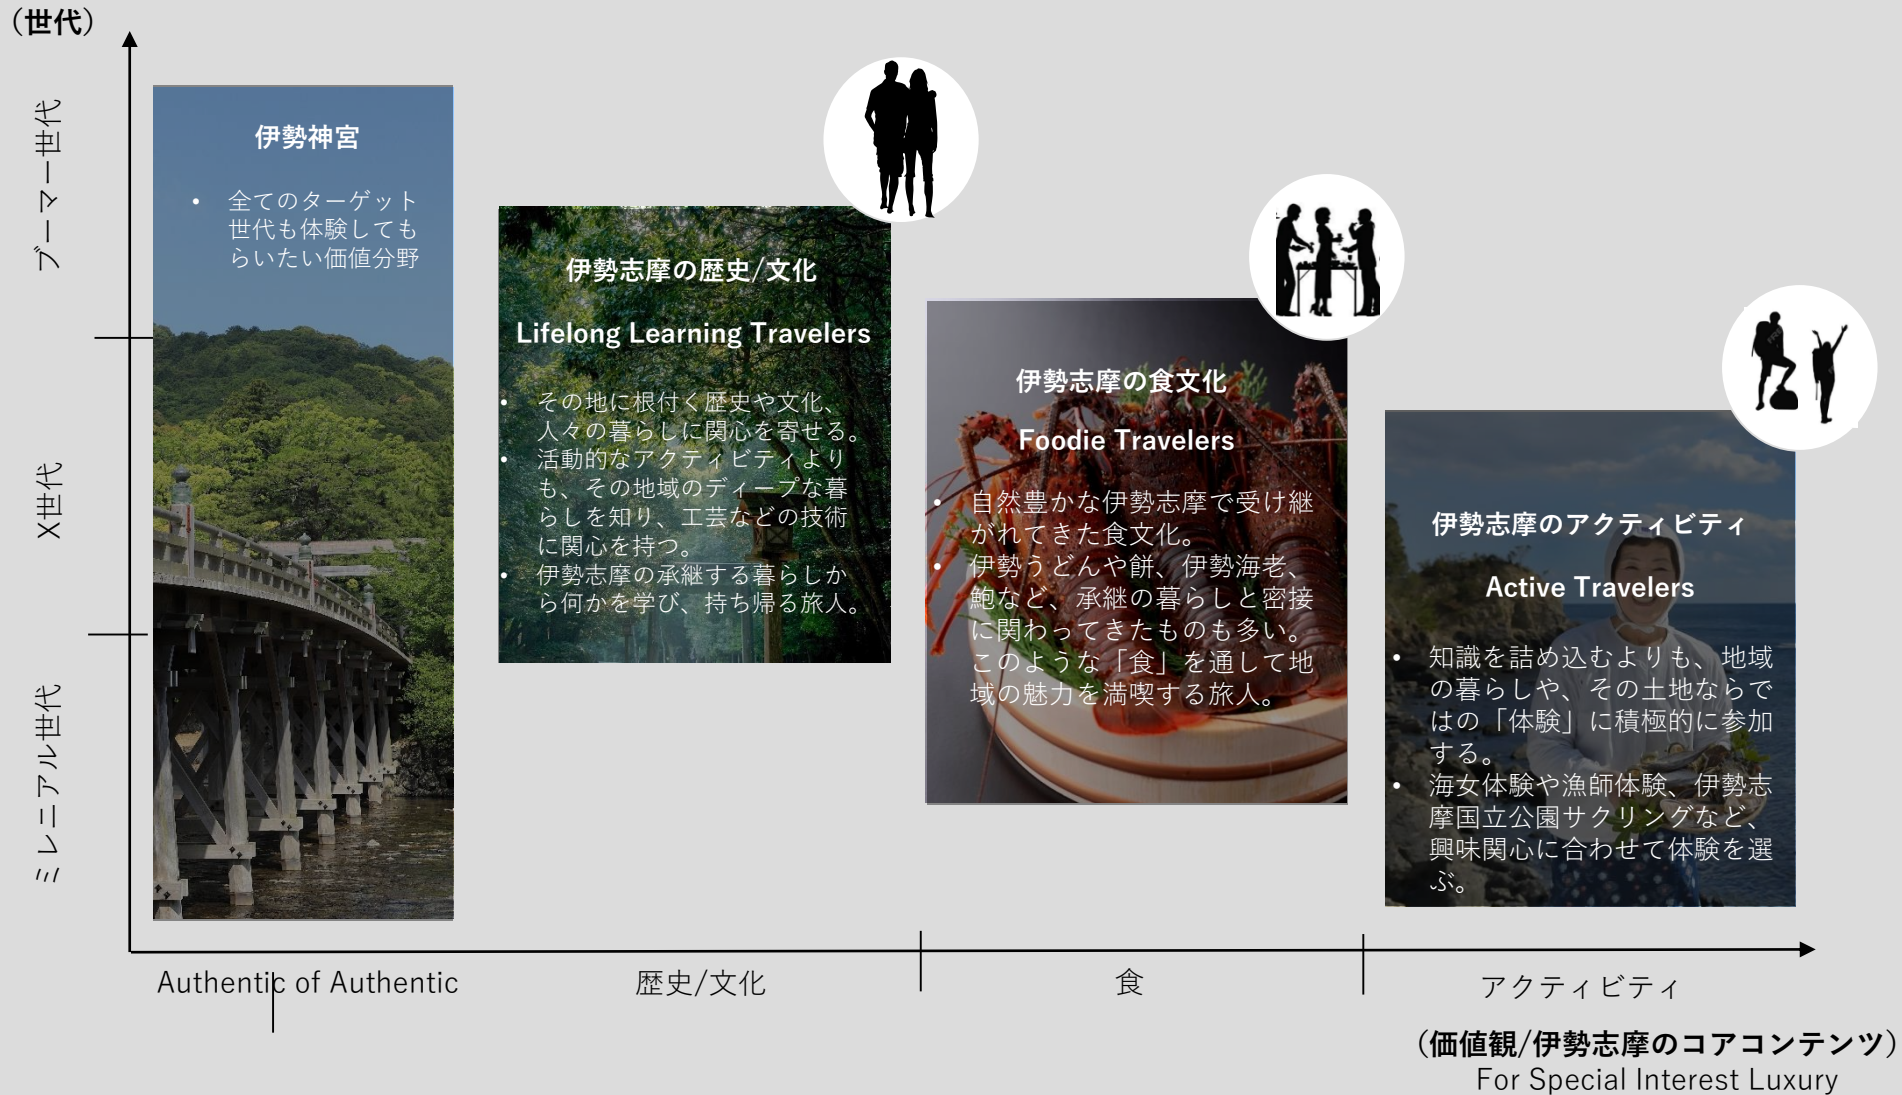 （世代）
ブーマー世代
X世代
ミレニアル世代
伊勢神宮
• 全てのターゲット
世代も体験しても
らいたい価値分野
伊勢志摩の歴史/文化
Lifelong Learning Travelers
• その地に根付く歴史や文化、
人々の暮らしに関心を寄せる。
• 活動的なアクティビティより
も、その地域のディープな暮
らしを知り、工芸などの技術
に関心を持つ。
• 伊勢志摩の承継する暮らしか
ら何かを学び、持ち帰る旅人。
伊勢志摩の食文化
Foodie Travelers
• 自然豊かな伊勢志摩で受け継
がれてきた食文化。
• 伊勢うどんや餅、伊勢海老、
鮑など、承継の暮らしと密接
に関わってきたものも多い。
このような「食」を通して地
域の魅力を満喫する旅人。
伊勢志摩のアクティビティ
Active Travelers
• 知識を詰め込むよりも、地域
の暮らしや、その土地ならで
はの「体験」に積極的に参加
する。
• 海女体験や漁師体験、伊勢志
摩国立公園サクリングなど、
興味関心に合わせて体験を選
ぶ。
Authentic of Authentic
歴史/文化
食
アクティビティ
（価値観/伊勢志摩のコアコンテンツ）
For Special Interest Luxury